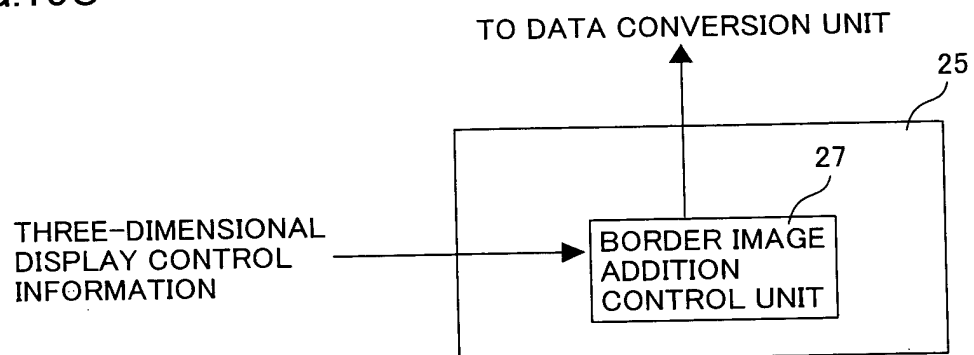 TO DATA CONVERSION UNIT
25
27
THREE-DIMENSIONAL
DISPLAY CONTROL
INFORMATION
BORDER IMAGE
ADDITION
CONTROL UNIT